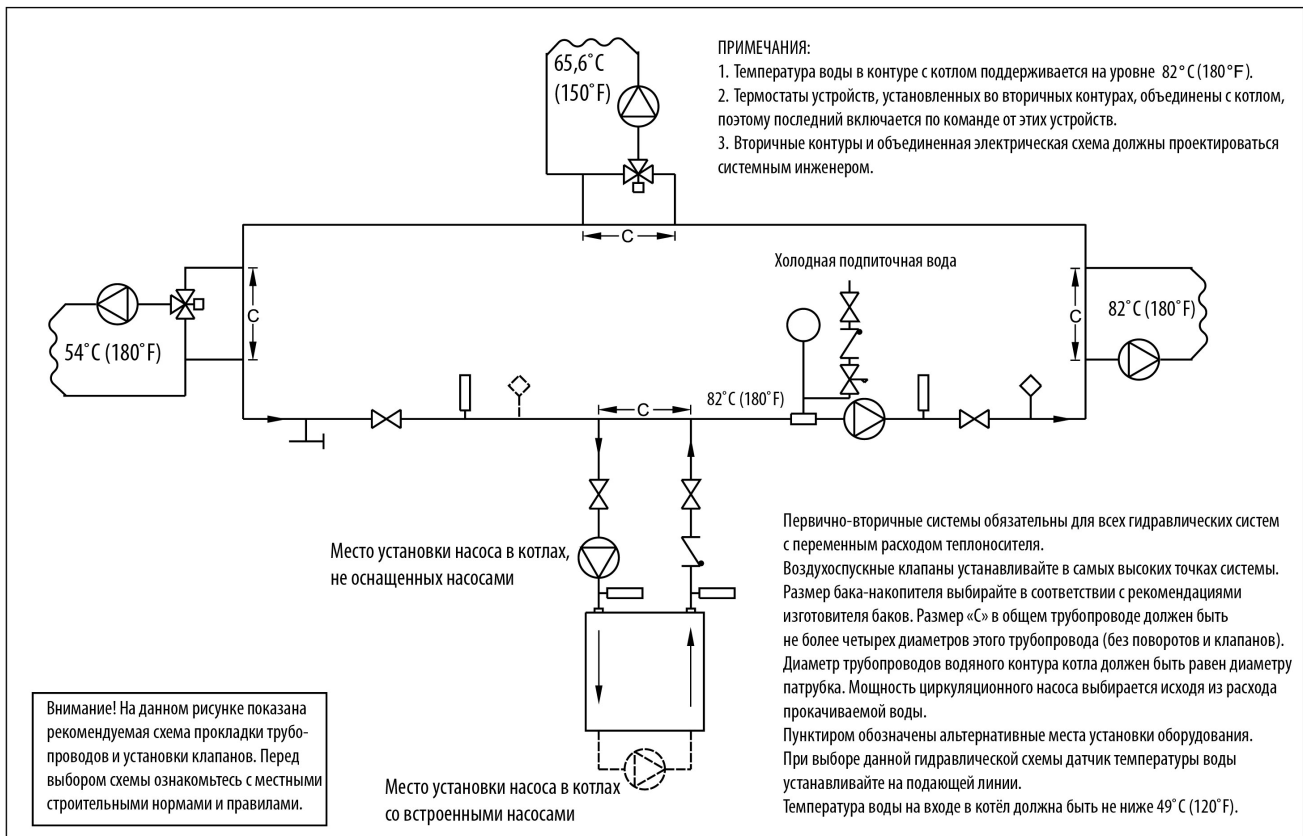 65,6˚C
(150˚F)
ПРИМЕЧАНИЯ:
1. Температура воды в контуре с котлом поддерживается на уровне 82°C (180°F).
2. Термостаты устройств, установленных во вторичных контурах, объединены с котлом,
поэтому последний включается по команде от этих устройств.
3. Вторичные контуры и объединенная электрическая схема должны проектироваться
системным инженером.
C
Холодная подпиточная вода
C
C
54˚C (180˚F)
82˚C (180˚F)
82˚C (180˚F)
C
Место установки насоса в котлах,
не оснащенных насосами
Первично-вторичные системы обязательны для всех гидравлических систем
с переменным расходом теплоносителя.
Воздухоспускные клапаны устанавливайте в самых высоких точках системы.
Размер бака-накопителя выбирайте в соответствии с рекомендациями
изготовителя баков. Размер «С» в общем трубопроводе должен быть
не более четырех диаметров этого трубопровода (без поворотов и клапанов).
Диаметр трубопроводов водяного контура котла должен быть равен диаметру
патрубка. Мощность циркуляционного насоса выбирается исходя из расхода
прокачиваемой воды.
Пунктиром обозначены альтернативные места установки оборудования.
При выборе данной гидравлической схемы датчик температуры воды
устанавливайте на подающей линии.
Температура воды на входе в котёл должна быть не ниже 49˚C (120˚F).
Внимание! На данном рисунке показана
рекомендуемая схема прокладки трубо-
проводов и установки клапанов. Перед
выбором схемы ознакомьтесь с местными
строительными нормами и правилами.
Место установки насоса в котлах
со встроенными насосами